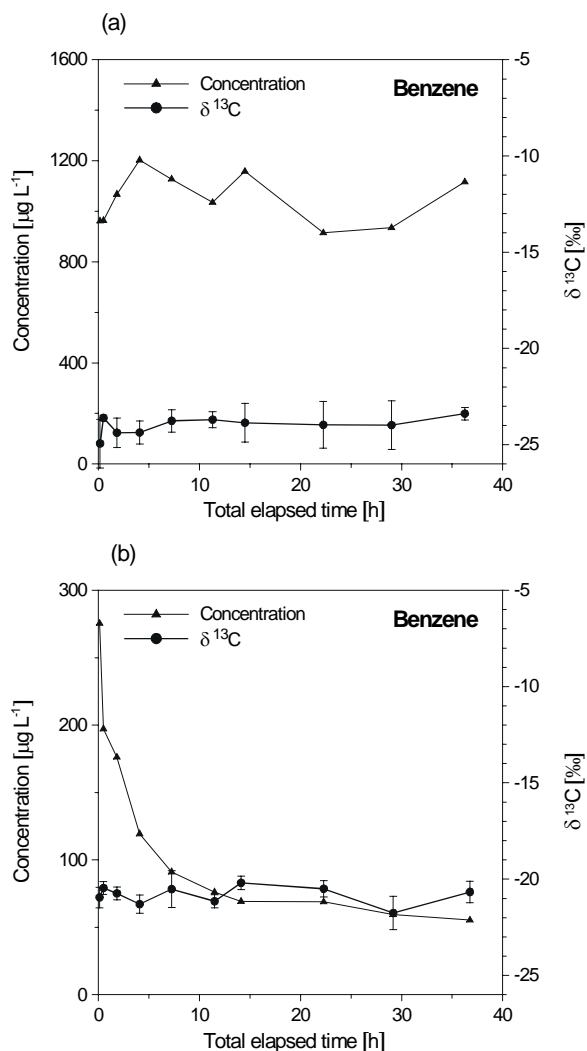 (a)
1600
1200
800
400
0
Concentration [µg L⁻¹]
Concentration
δ ¹³C
Benzene
-5
-10
-15
-20
-25
δ ¹³C [‰]
0 10 20 30 40
Total elapsed time [h]
(b)
300
200
100
0
Concentration [µg L⁻¹]
Concentration
δ ¹³C
Benzene
-5
-10
-15
-20
-25
δ ¹³C [‰]
0 10 20 30 40
Total elapsed time [h]